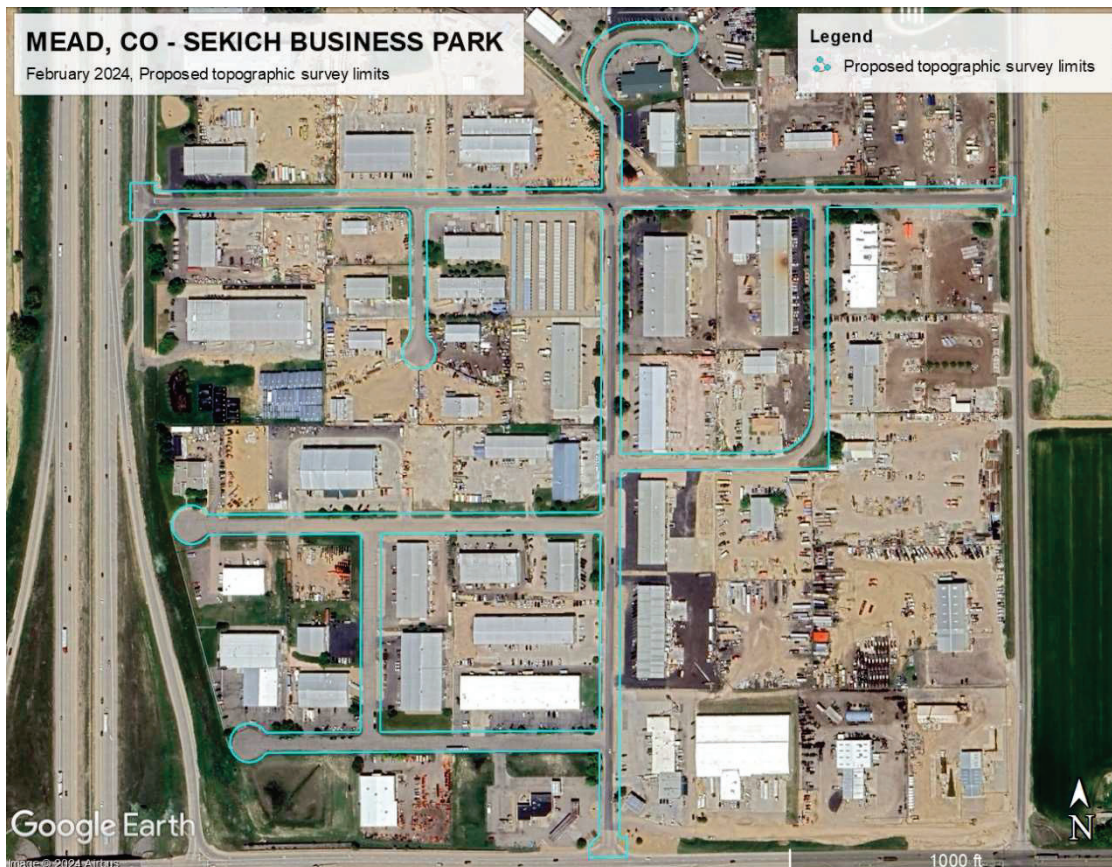 MEAD, CO - SEKICH BUSINESS PARK
February 2024, Proposed topographic survey limits
Legend
Proposed topographic survey limits
Google Earth
Image © 2024 Airbus
1000 ft
N